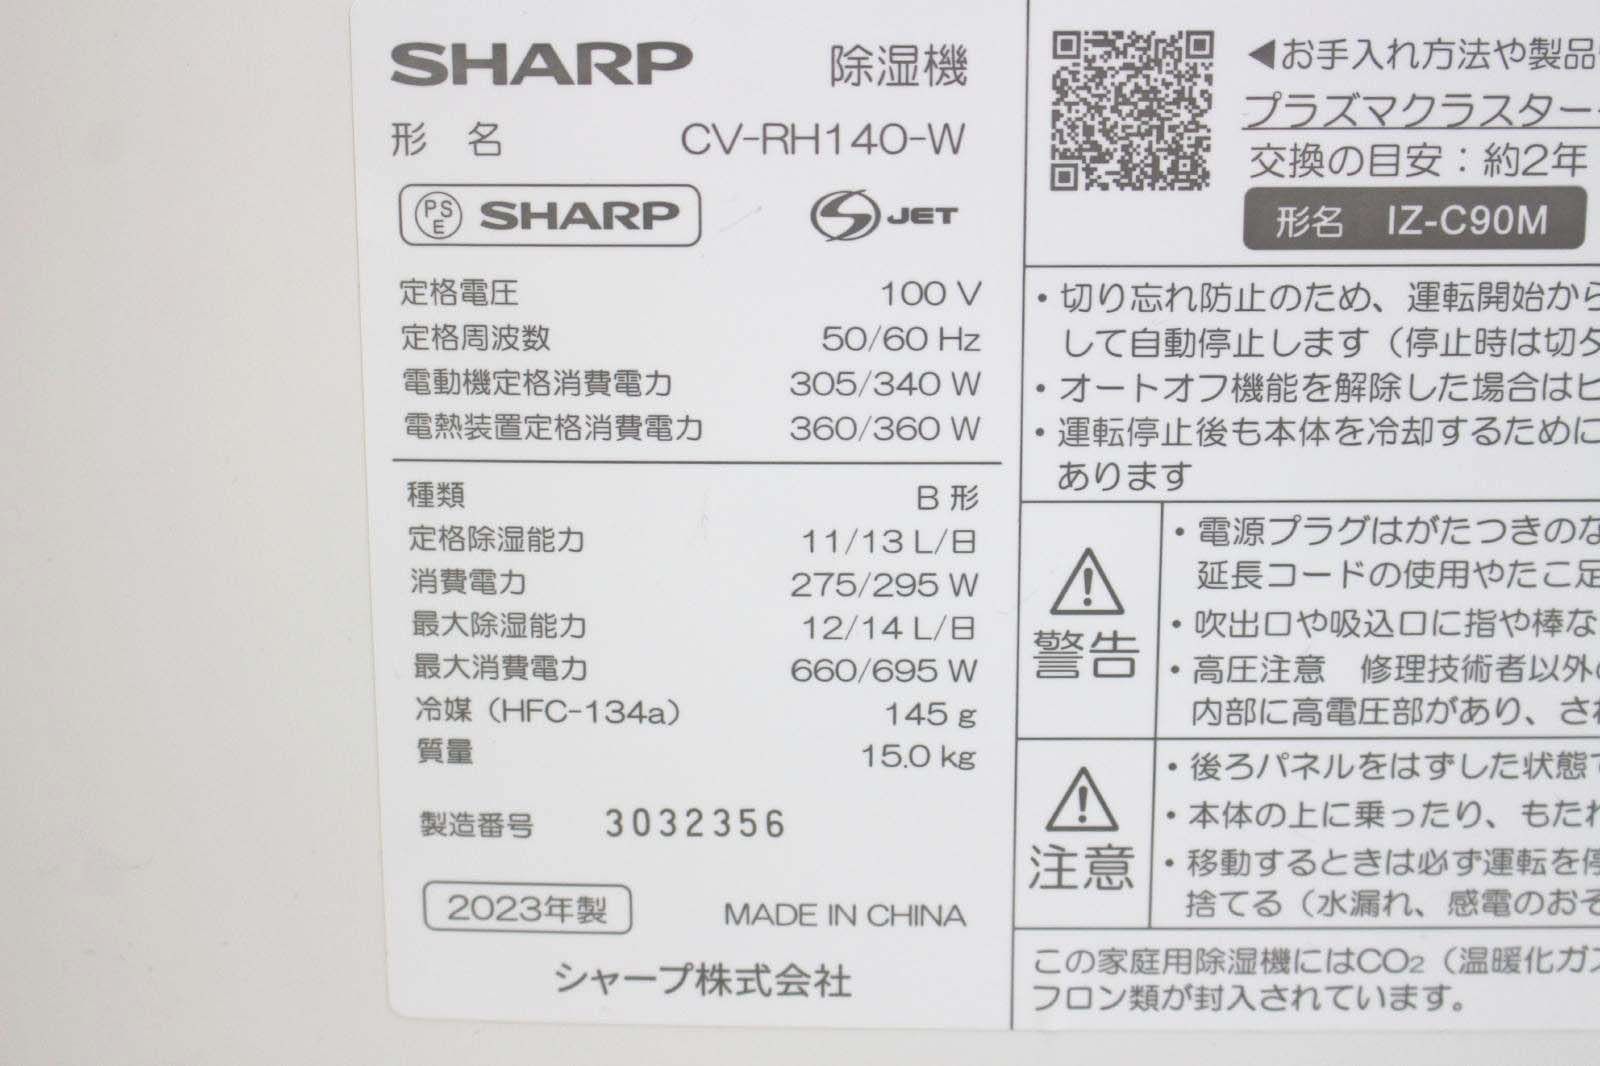 SHARP 除湿機
形 名 CV-RH140-W
PS E SHARP S JET
定格電圧 100 V
定格周波数 50/60 Hz
電動機定格消費電力 305/340 W
電熱装置定格消費電力 360/360 W
種類 B 形
定格除湿能力 11/13 L/日
消費電力 275/295 W
最大除湿能力 12/14 L/日
最大消費電力 660/695 W
冷媒（HFC-134a） 145 g
質量 15.0 kg
製造番号 3032356
2023年製 MADE IN CHINA
シャープ株式会社
◀お手入れ方法や製品
プラズマクラスター
交換の目安：約2年
形名 IZ-C90M
・切り忘れ防止のため、運転開始から
して自動停止します（停止時は切タ
・オートオフ機能を解除した場合はヒ
・運転停止後も本体を冷却するために
あります
警告
・電源プラグはがたつきのな
延長コードの使用やたこ足
・吹出口や吸込口に指や棒な
・高圧注意 修理技術者以外の
内部に高電圧部があり、され
注意
・後ろパネルをはずした状態で
・本体の上に乗ったり、もたれ
・移動するときは必ず運転を停
捨てる（水漏れ、感電のおそ
この家庭用除湿機にはCO2（温暖化ガス
フロン類が封入されています。